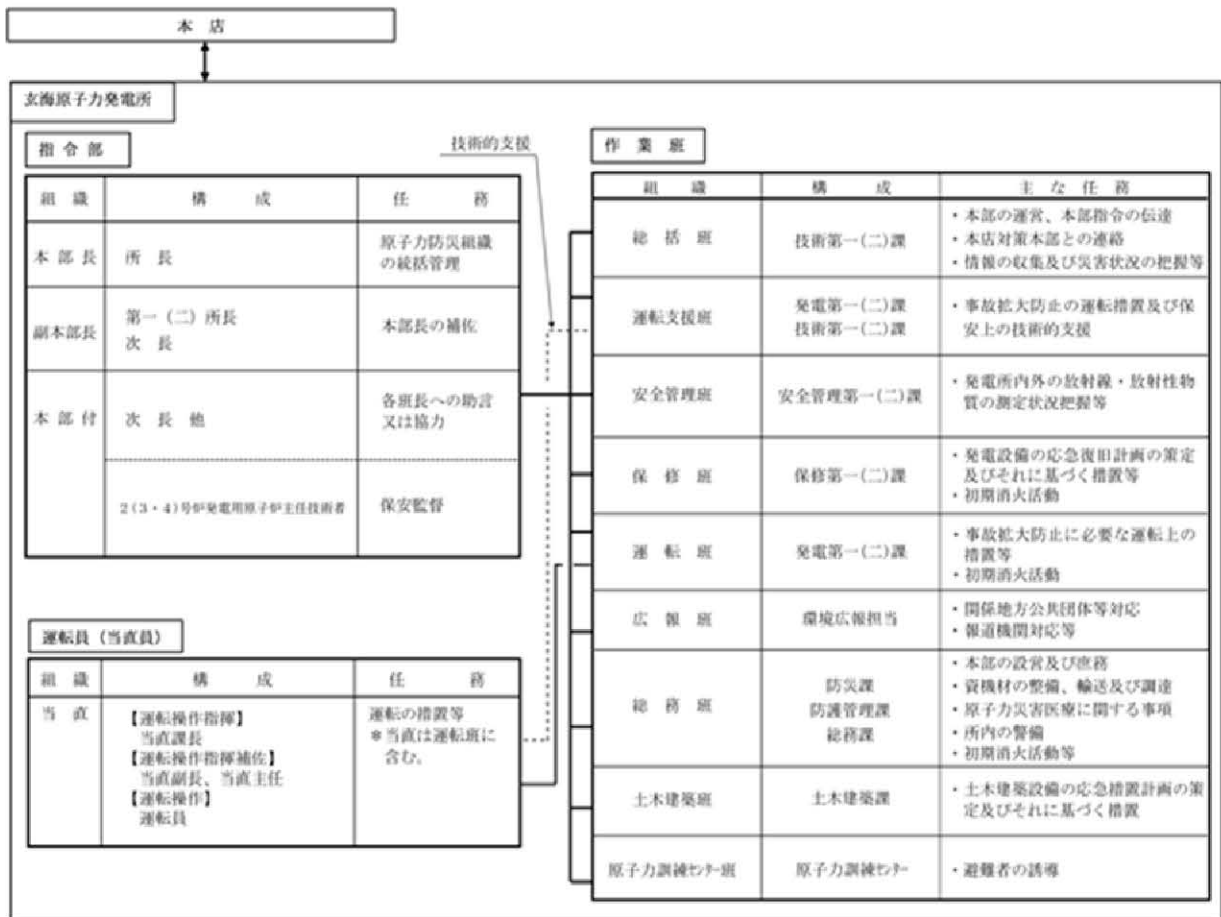 本店
玄海原子力発電所
指令部
組織 構成 任務
本部長 所長 原子力防災組織
の統括管理
副本部長 第一（二）所長
次長
本部長の補佐
本部付 次長他 各班長への助言
又は協力
2(3・4)号炉発電用原子炉主任技術者 保安監督
運転員（当直員）
組織 構成 任務
当直 【運転操作指揮】
当直課長
【運転操作指揮補佐】
当直副長、当直主任
【運転操作】
運転員
運転の措置等
＊当直は運転班に
含む。
技術的支援
作業班
組織 構成 主な任務
総括班 技術第一(二)課
・本部の運営、本部指令の伝達
・本店対策本部との連絡
・情報の収集及び災害状況の把握等
運転支援班 発電第一(二)課
技術第一(二)課
・事故拡大防止の運転措置及び保
安上の技術的支援
安全管理班 安全管理第一(二)課
・発電所内外の放射線・放射性物
質の測定状況把握等
保修班 保修第一(二)課
・発電設備の応急復旧計画の策定
及びそれに基づく措置等
・初期消火活動
運転班 発電第一(二)課
・事故拡大防止に必要な運転上の
措置等
・初期消火活動
広報班 環境広報担当
・関係地方公共団体等対応
・報道機関対応等
総務班 防災課
防護管理課
総務課
・本部の設営及び庶務
・資機材の整備、輸送及び調達
・原子力災害医療に関する事項
・所内の警備
・初期消火活動等
土木建築班 土木建築課
・土木建築設備の応急措置計画の策
定及びそれに基づく措置
原子力訓練ｾﾝﾀｰ班 原子力訓練ｾﾝﾀｰ ・避難者の誘導